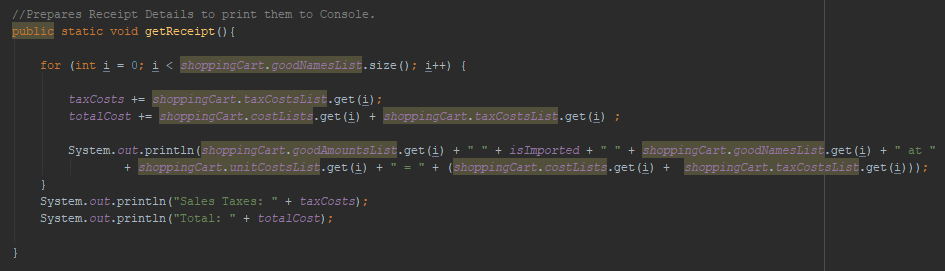 //Prepares Receipt Details to print them to Console.
public static void getReceipt(){
for (int i = 0; i < shoppingCart.goodNamesList.size(); i++) {
taxCosts += shoppingCart.taxCostsList.get(i);
totalCost += shoppingCart.costLists.get(i) + shoppingCart.taxCostsList.get(i) ;
System.out.println(shoppingCart.goodAmountsList.get(i) + " " + isImported + " " + shoppingCart.goodNamesList.get(i) + " at "
+ shoppingCart.unitCostsList.get(i) + " = " + (shoppingCart.costLists.get(i) + shoppingCart.taxCostsList.get(i)));
}
System.out.println("Sales Taxes: " + taxCosts);
System.out.println("Total: " + totalCost);
}